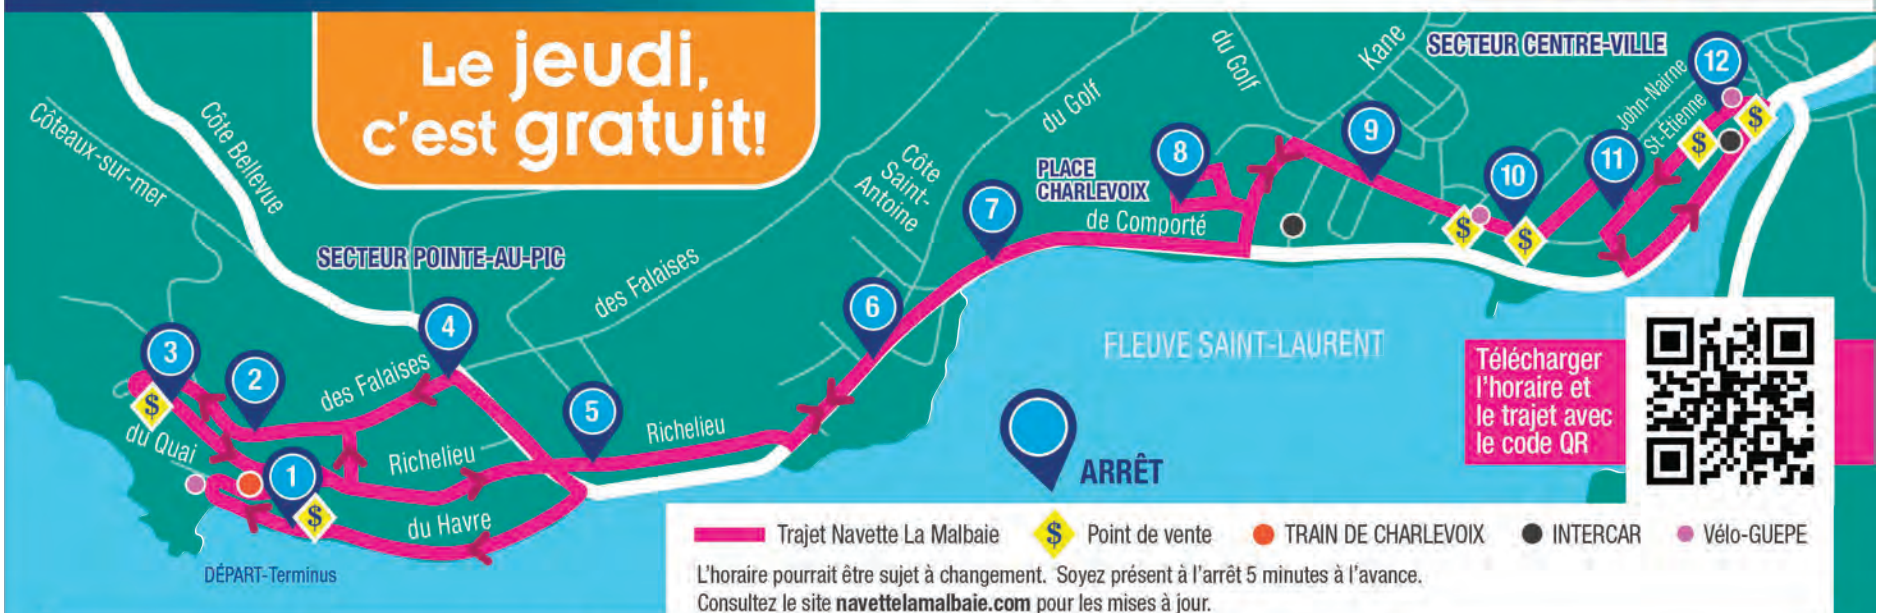 Le jeudi,
c'est gratuit!
Côteaux-sur-mer
Côte Bellevue
SECTEUR POINTE-AU-PIC
des Falaises
Côte
Saint-
Antoine
du Golf
du Golf
Kane
SECTEUR CENTRE-VILLE
John-Nairne
St-Etienne
PLACE
CHARLEVOIX
de Comporté
12
11
10
9
8
7
6
5
4
3
2
1
des Falaises
Richelieu
Richelieu
du Quai
du Havre
$
$
$
$
$
$
DÉPART-Terminus
FLEUVE SAINT-LAURENT
ARRÊT
Télécharger
l'horaire et
le trajet avec
le code QR
Trajet Navette La Malbaie $ Point de vente TRAIN DE CHARLEVOIX INTERCAR Vélo-GUEPE
L'horaire pourrait être sujet à changement. Soyez présent à l'arrêt 5 minutes à l'avance.
Consultez le site navettelamalbaie.com pour les mises à jour.